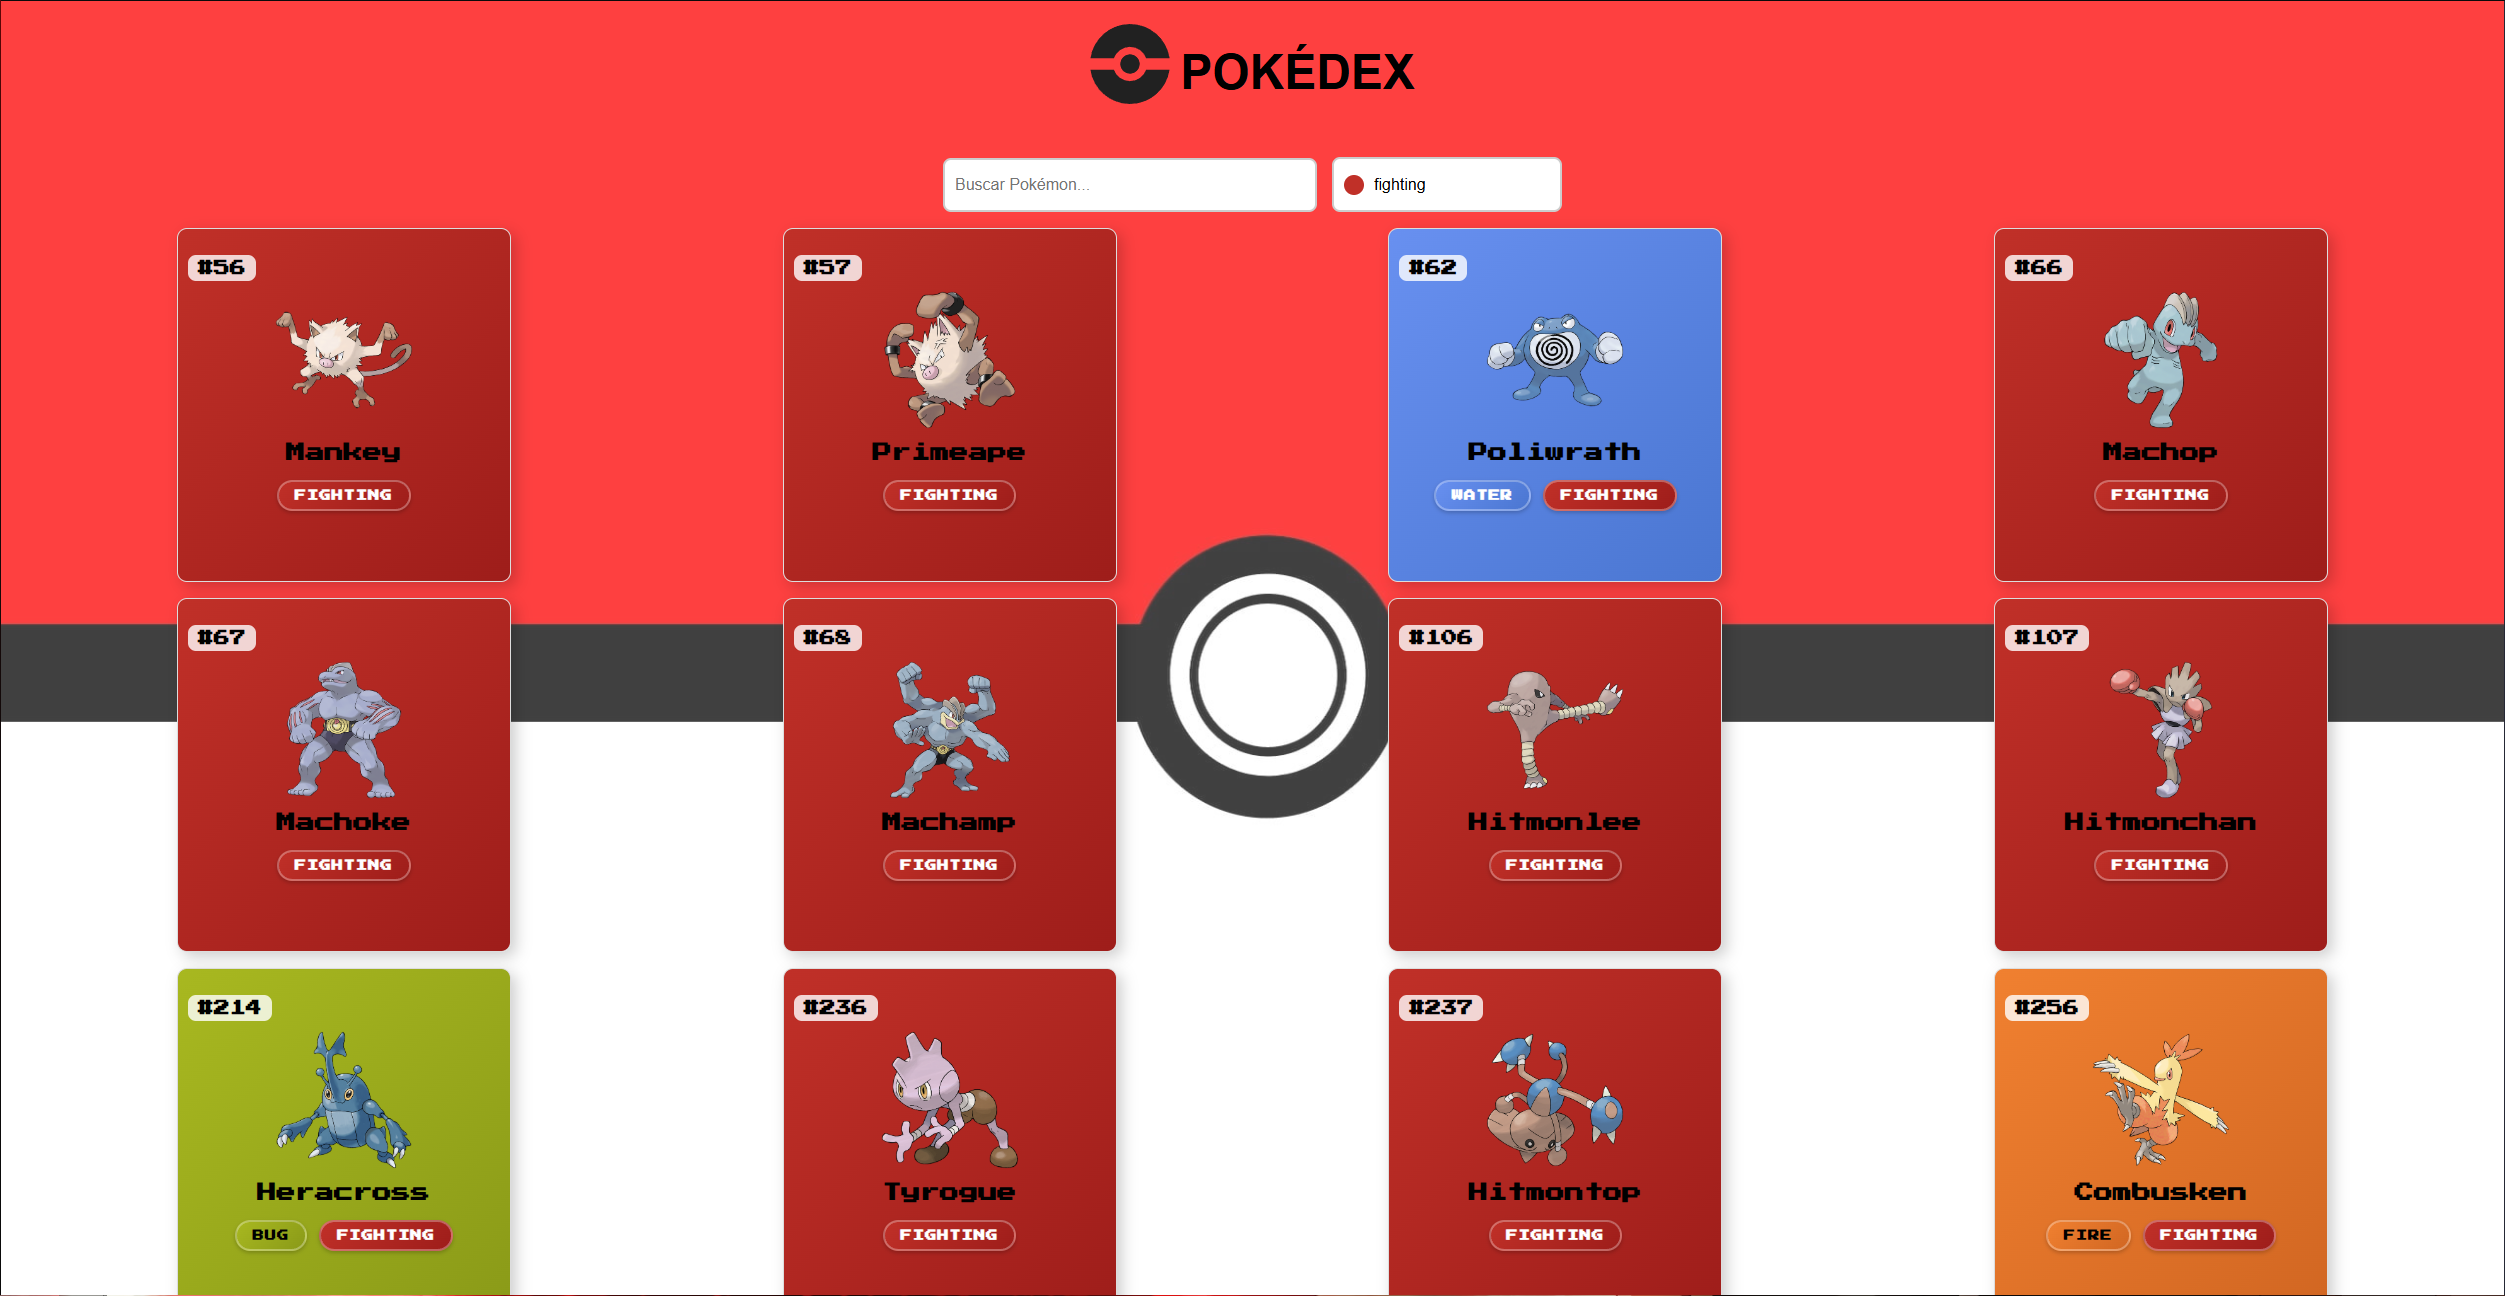 POKÉDEX
Buscar Pokémon...
fighting
#56
Mankey
FIGHTING
#57
Primeape
FIGHTING
#62
Poliwrath
WATER FIGHTING
#66
Machop
FIGHTING
#67
Machoke
FIGHTING
#68
Machamp
FIGHTING
#106
Hitmonlee
FIGHTING
#107
Hitmonchan
FIGHTING
#214
Heracross
BUG FIGHTING
#236
Tyrogue
FIGHTING
#237
Hitmontop
FIGHTING
#256
Combusken
FIRE FIGHTING